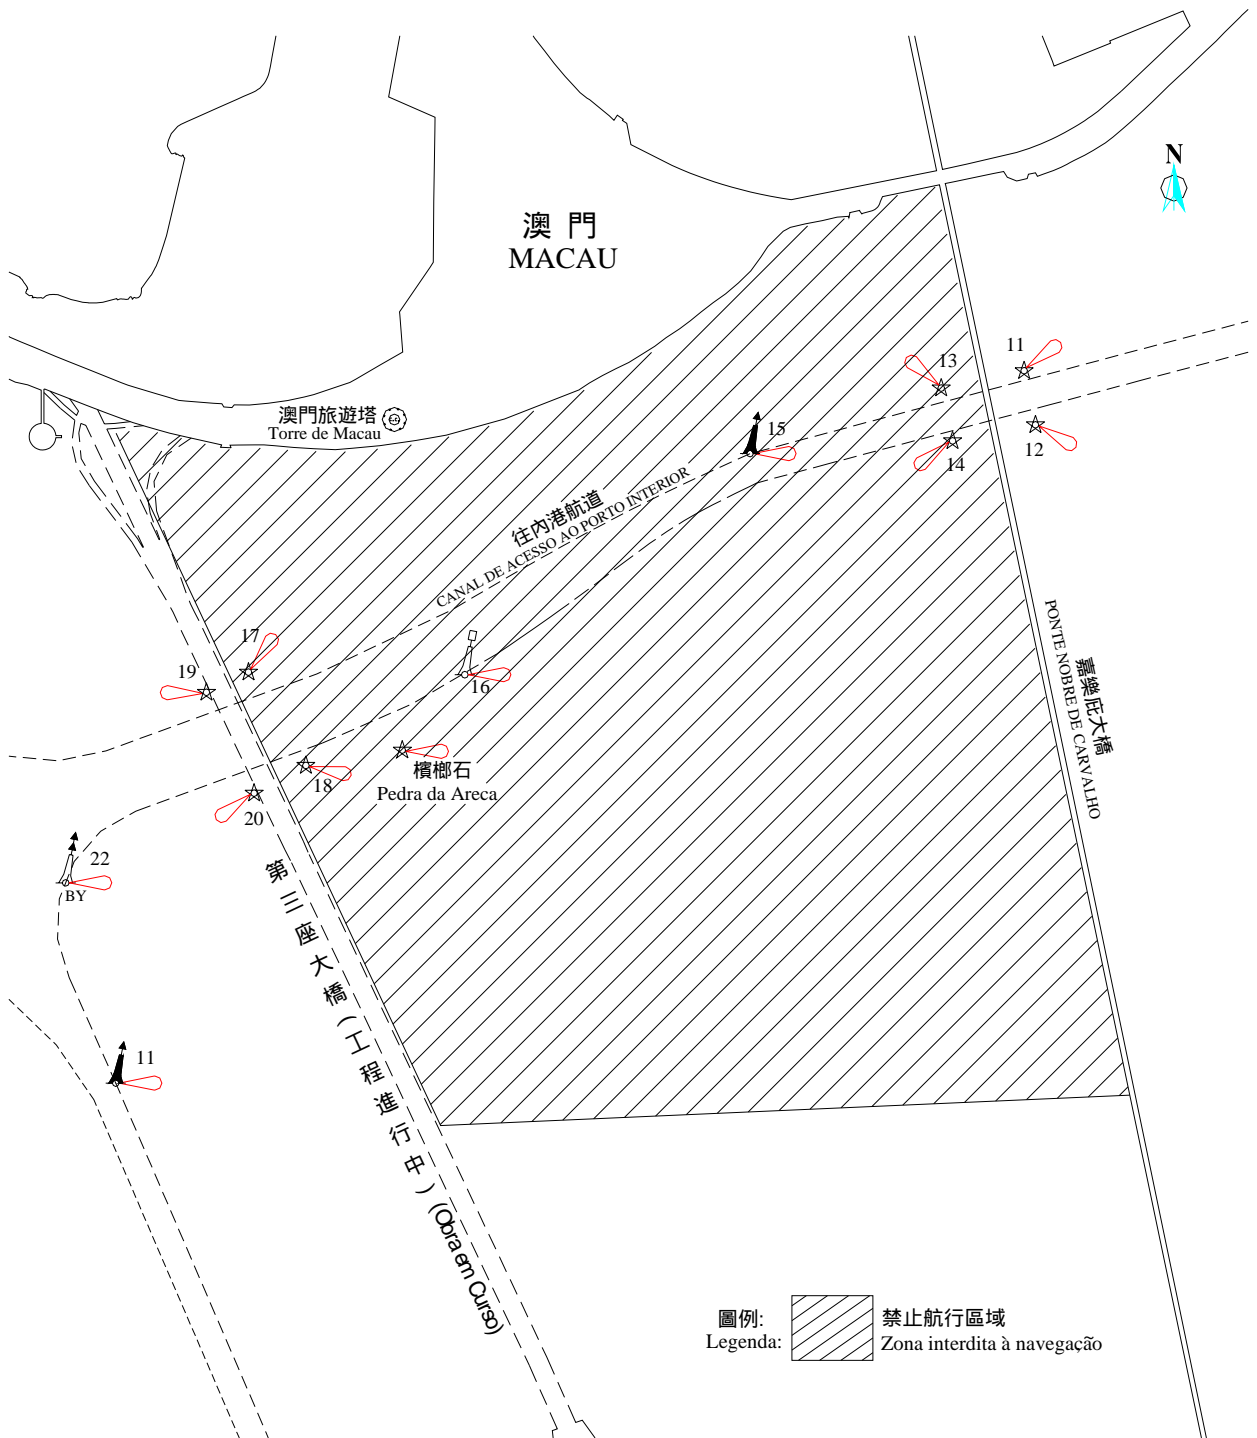 N
澳門
MACAU
11
13
12
14
15
澳門旅遊塔
Torre de Macau
往內港航道
CANAL DE ACESSO AO PORTO INTERIOR
17
19
16
18
20
檳榔石
Pedra da Areca
嘉樂庇大橋
PONTE NOBRE DE CARVALHO
22
BY
11
第三座大橋(工程進行中) (Obra em Curso)
圖例:
Legenda:
禁止航行區域
Zona interdita à navegação